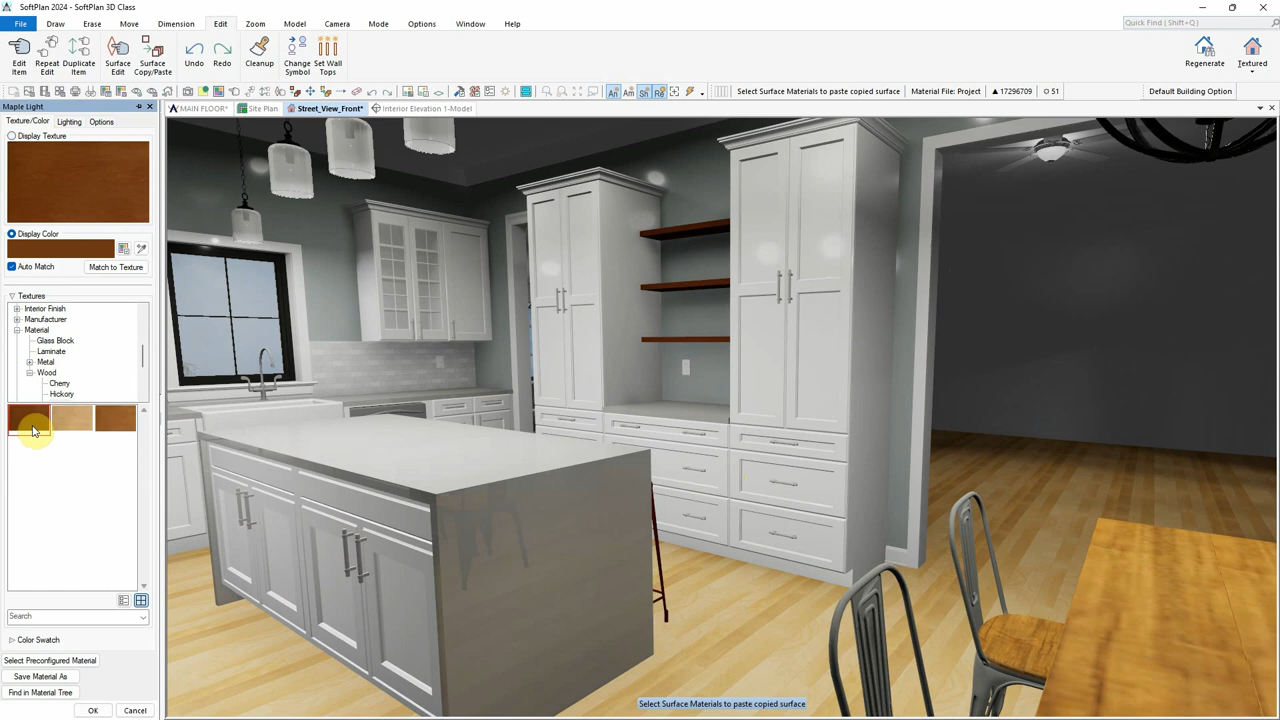 SoftPlan 2024 - SoftPlan 3D Class
File Draw Erase Move Dimension Edit Zoom Model Camera Mode Options Window Help
Quick Find (Shift+Q)
Edit Item
Repeat Edit
Duplicate Item
Surface Edit
Surface Copy/Paste
Undo
Redo
Cleanup
Change Symbol
Set Wall Tops
Regenerate
Textured
An Am Sn Re
Select Surface Materials to paste copied surface
Material File: Project
17296709
51
Default Building Option
Maple Light
MAIN FLOOR*
Site Plan
Street_View_Front*
Interior Elevation 1-Model
Texture/Color Lighting Options
Display Texture
Display Color
Auto Match
Match to Texture
Textures
Interior Finish
Manufacturer
Material
Glass Block
Laminate
Metal
Wood
Cherry
Hickory
Search
Color Swatch
Select Preconfigured Material
Save Material As
Find in Material Tree
OK Cancel
Select Surface Materials to paste copied surface